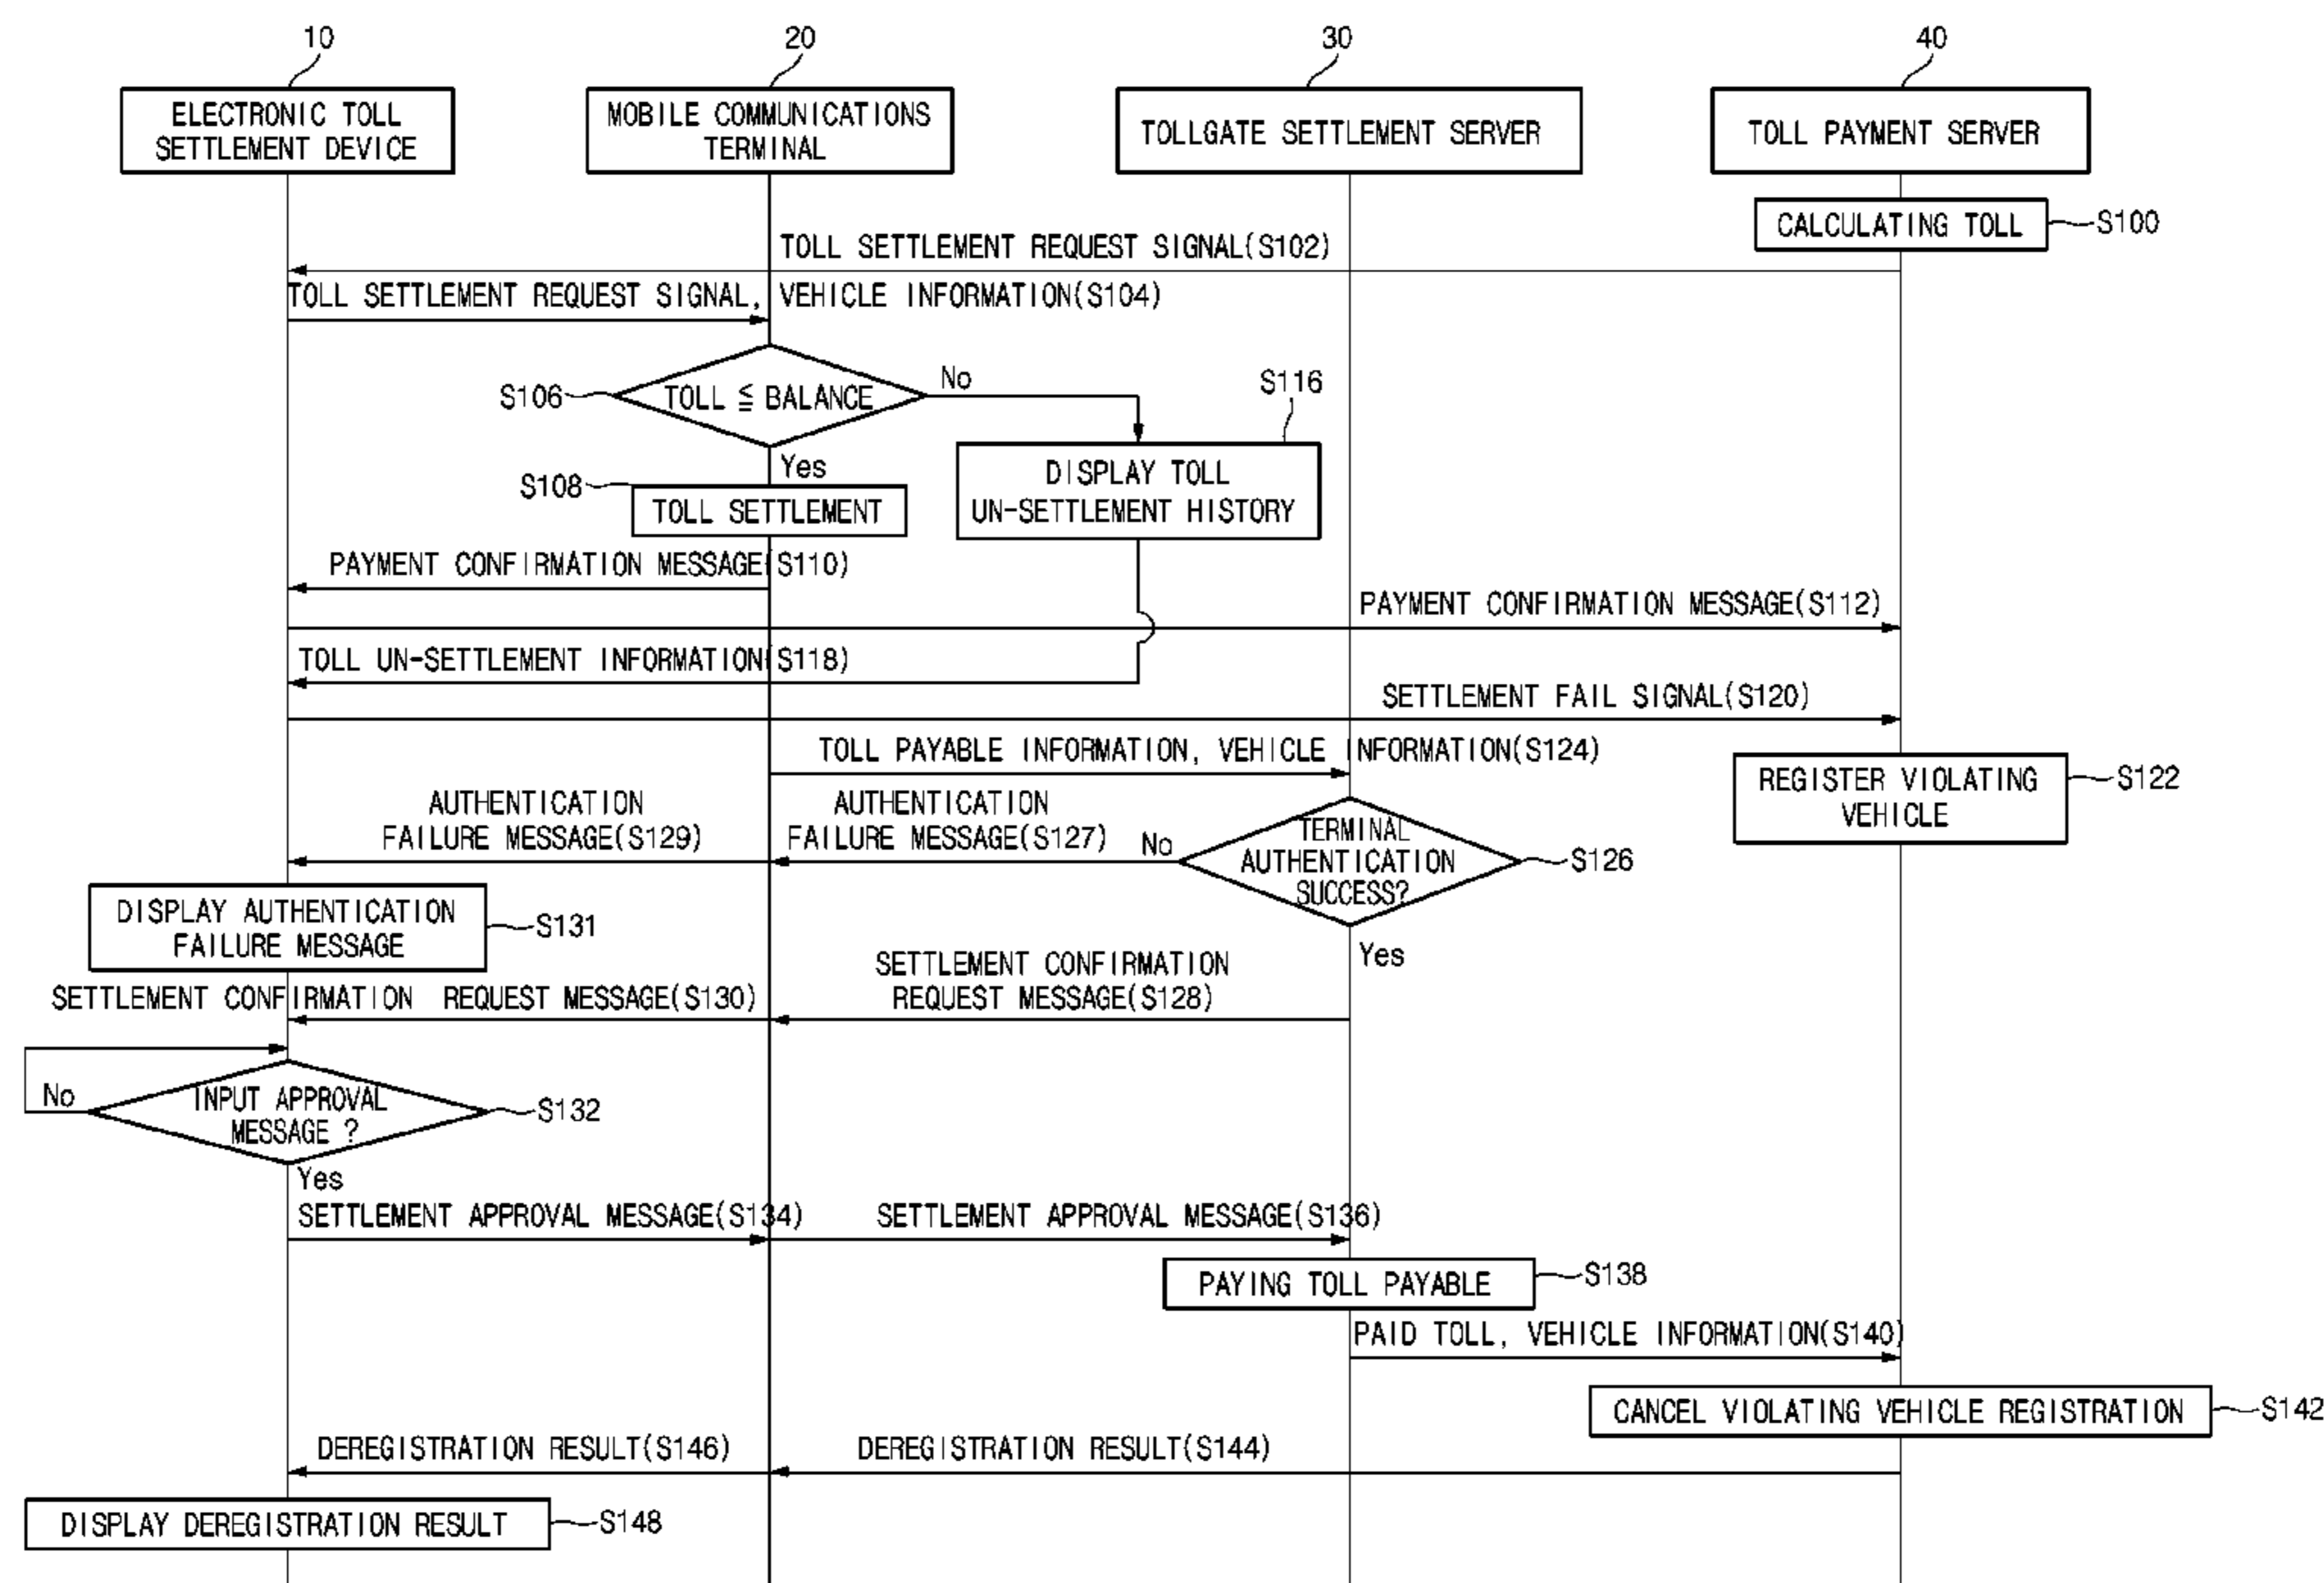 10
20
30
40
ELECTRONIC TOLL
SETTLEMENT DEVICE
MOBILE COMMUNICATIONS
TERMINAL
TOLLGATE SETTLEMENT SERVER
TOLL PAYMENT SERVER
CALCULATING TOLL
S100
TOLL SETTLEMENT REQUEST SIGNAL(S102)
TOLL SETTLEMENT REQUEST SIGNAL, VEHICLE INFORMATION(S104)
S106
TOLL ≦ BALANCE
No
Yes
S116
DISPLAY TOLL
UN-SETTLEMENT HISTORY
S108
TOLL SETTLEMENT
PAYMENT CONFIRMATION MESSAGE(S110)
PAYMENT CONFIRMATION MESSAGE(S112)
TOLL UN-SETTLEMENT INFORMATION(S118)
SETTLEMENT FAIL SIGNAL(S120)
TOLL PAYABLE INFORMATION, VEHICLE INFORMATION(S124)
REGISTER VIOLATING
VEHICLE
S122
AUTHENTICATION
FAILURE MESSAGE(S129)
AUTHENTICATION
FAILURE MESSAGE(S127)
No
TERMINAL
AUTHENTICATION
SUCCESS?
S126
Yes
DISPLAY AUTHENTICATION
FAILURE MESSAGE
S131
SETTLEMENT CONFIRMATION
REQUEST MESSAGE(S128)
SETTLEMENT CONFIRMATION REQUEST MESSAGE(S130)
No
INPUT APPROVAL
MESSAGE ?
S132
Yes
SETTLEMENT APPROVAL MESSAGE(S134)
SETTLEMENT APPROVAL MESSAGE(S136)
PAYING TOLL PAYABLE
S138
PAID TOLL, VEHICLE INFORMATION(S140)
CANCEL VIOLATING VEHICLE REGISTRATION
S142
DEREGISTRATION RESULT(S146)
DEREGISTRATION RESULT(S144)
DISPLAY DEREGISTRATION RESULT
S148